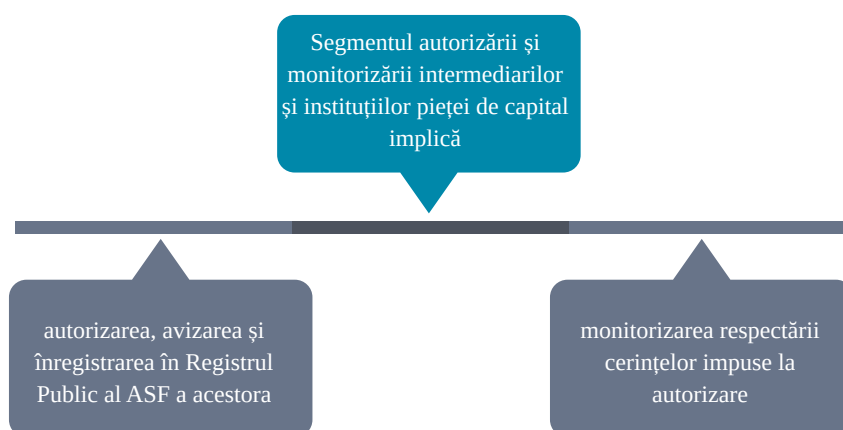 Segmentul autorizării și
monitorizării intermediarilor
și instituțiilor pieței de capital
implică
autorizarea, avizarea și
înregistrarea în Registrul
Public al ASF a acestora
monitorizarea respectării
cerințelor impuse la
autorizare